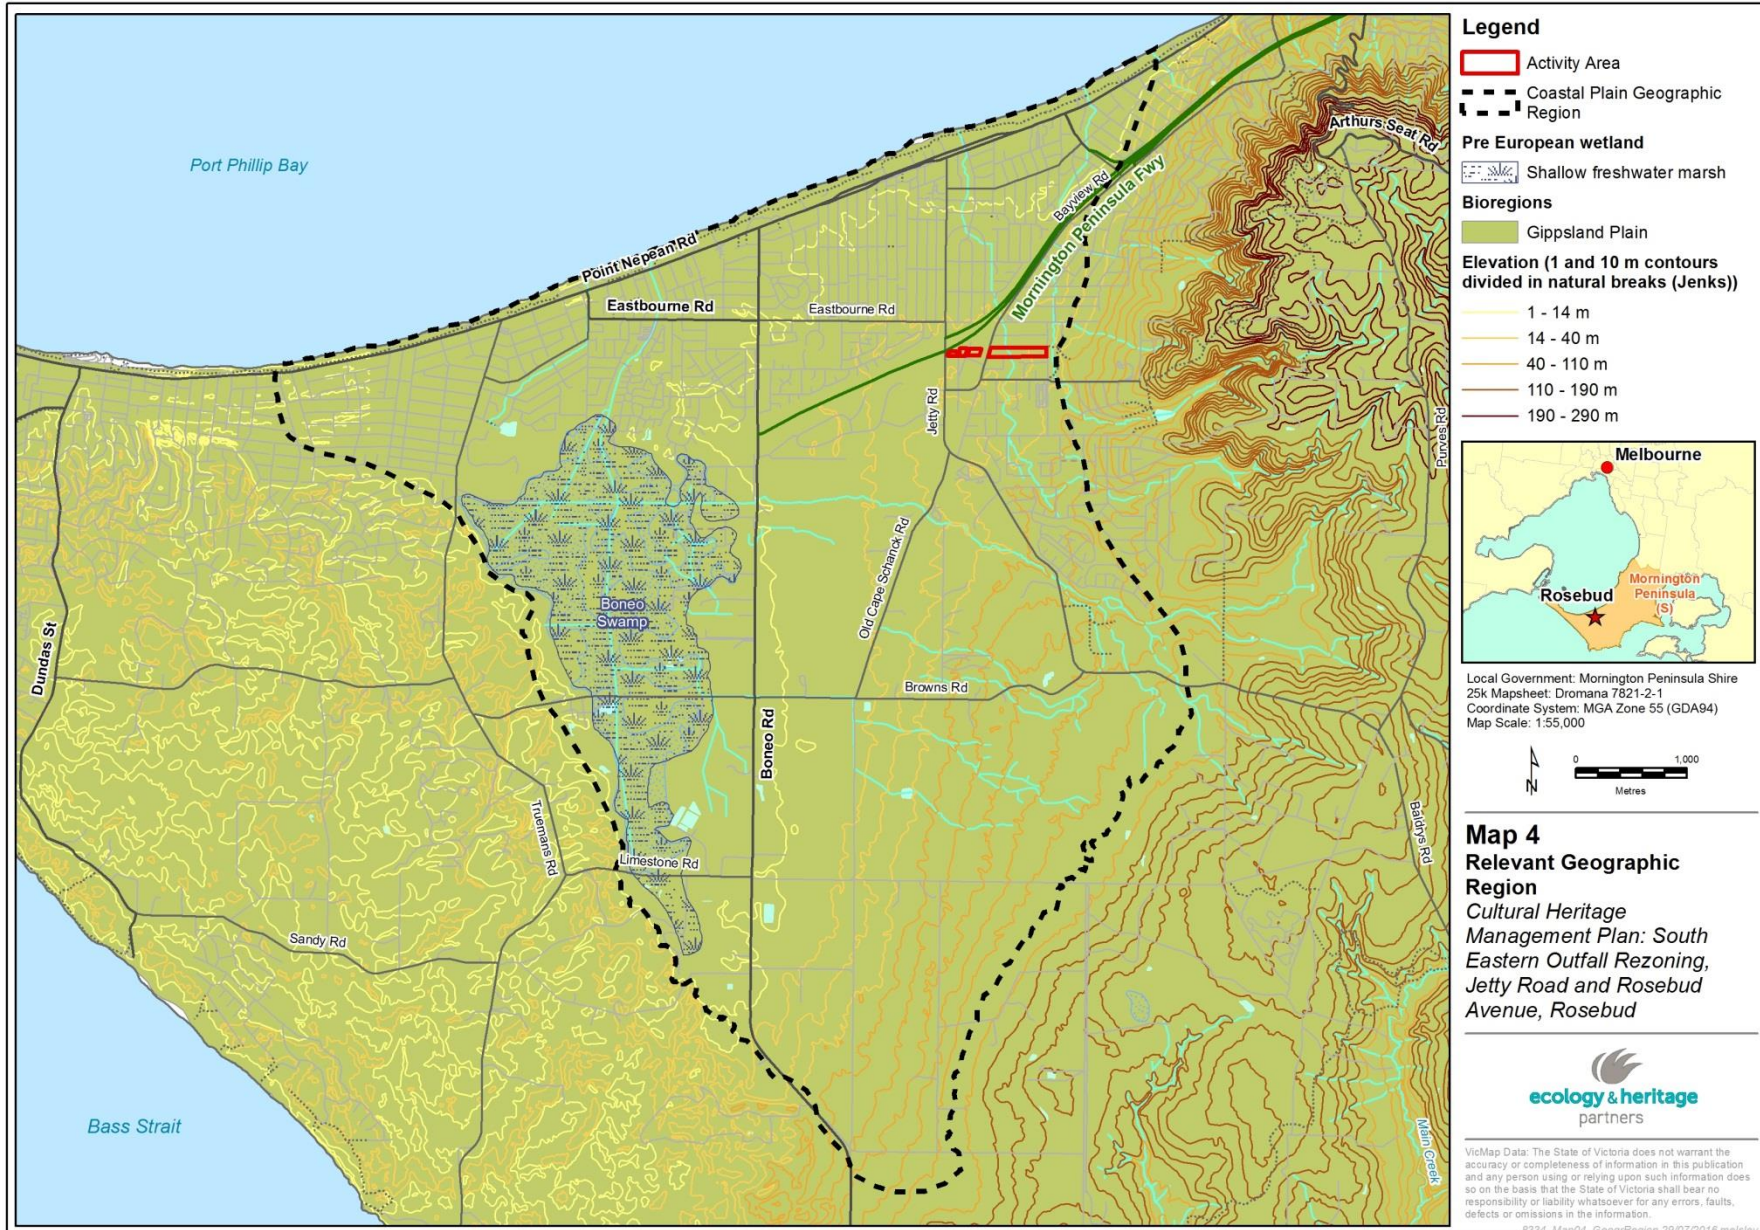 Port Phillip Bay
Point Nepean Rd
Eastbourne Rd
Eastbourne Rd
Bayview Rd
Mornington Peninsula Fwy
Arthurs Seat Rd
Purves Rd
Jetty Rd
Old Cape Schanck Rd
Dundas St
Boneo
Swamp
Browns Rd
Boneo Rd
Truemans Rd
Limestone Rd
Baldrys Rd
Sandy Rd
Bass Strait
Main Creek
Legend
Activity Area
Coastal Plain Geographic
Region
Pre European wetland
Shallow freshwater marsh
Bioregions
Gippsland Plain
Elevation (1 and 10 m contours
divided in natural breaks (Jenks))
1 - 14 m
14 - 40 m
40 - 110 m
110 - 190 m
190 - 290 m
Melbourne
Mornington
Peninsula
(S)
Rosebud
Local Government: Mornington Peninsula Shire
25k Mapsheet: Dromana 7821-2-1
Coordinate System: MGA Zone 55 (GDA94)
Map Scale: 1:55,000
N
0 1,000
Metres
Map 4
Relevant Geographic
Region
Cultural Heritage
Management Plan: South
Eastern Outfall Rezoning,
Jetty Road and Rosebud
Avenue, Rosebud
ecology & heritage
partners
VicMap Data: The State of Victoria does not warrant the
accuracy or completeness of information in this publication
and any person using or relying upon such information does
so on the basis that the State of Victoria shall bear no
responsibility or liability whatsoever for any errors, faults,
defects or omissions in the information.